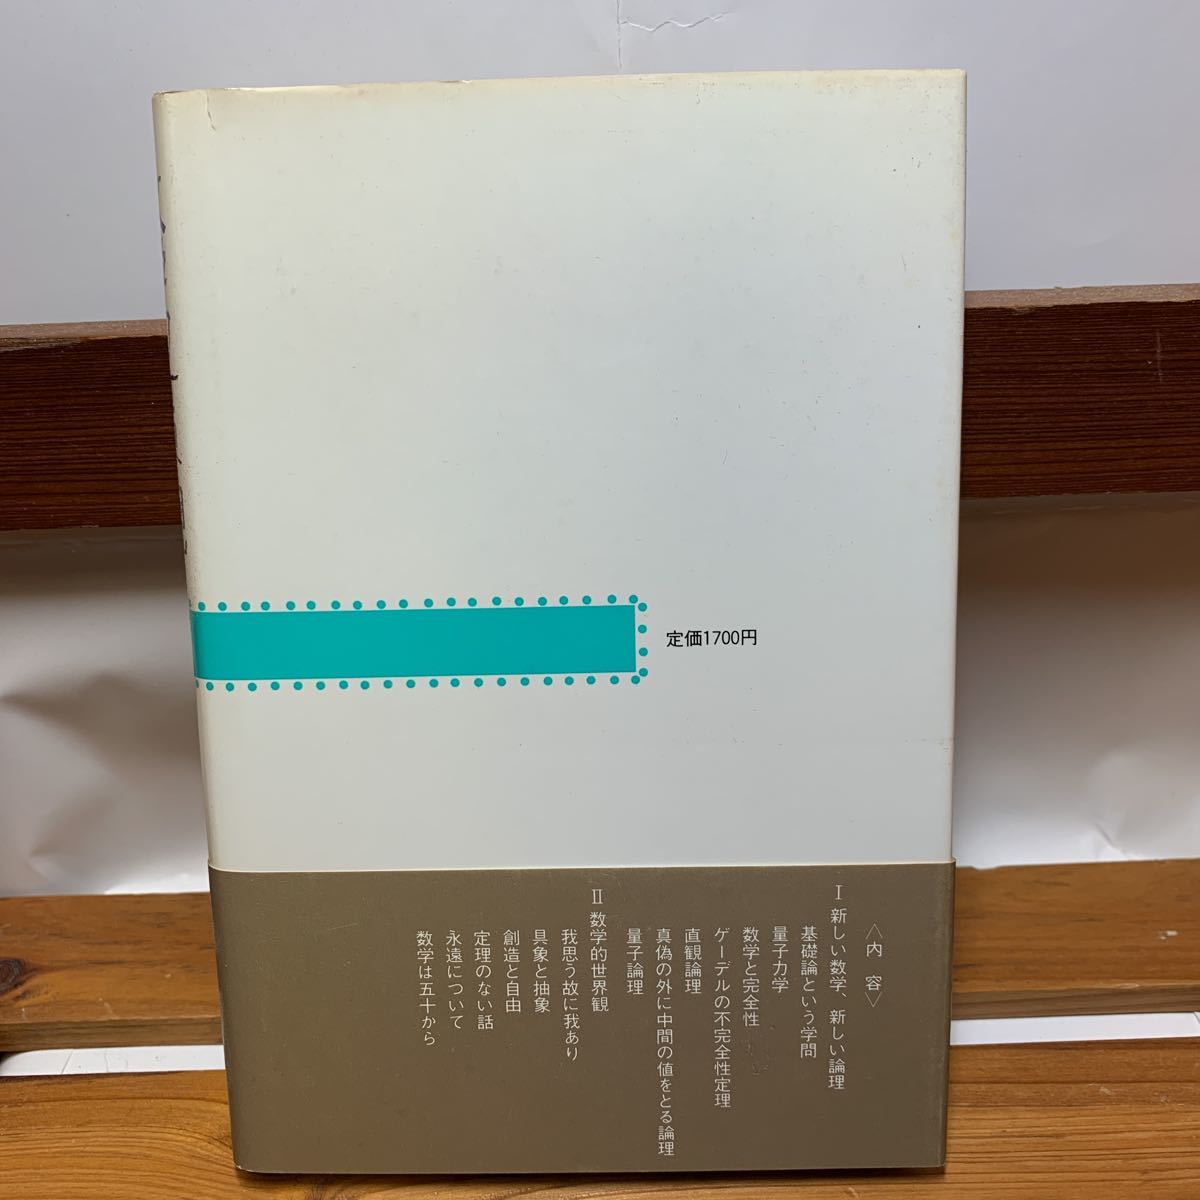 定価1700円
〈内 容〉
Ⅰ 新しい数学、新しい論理
基礎論という学問
量子力学
数学と完全性
ゲーデルの不完全性定理
直観論理
真偽の外に中間の値をとる論理
量子論理
Ⅱ 数学的世界観
我思う故に我あり
具象と抽象
創造と自由
定理のない話
永遠について
数学は五十から